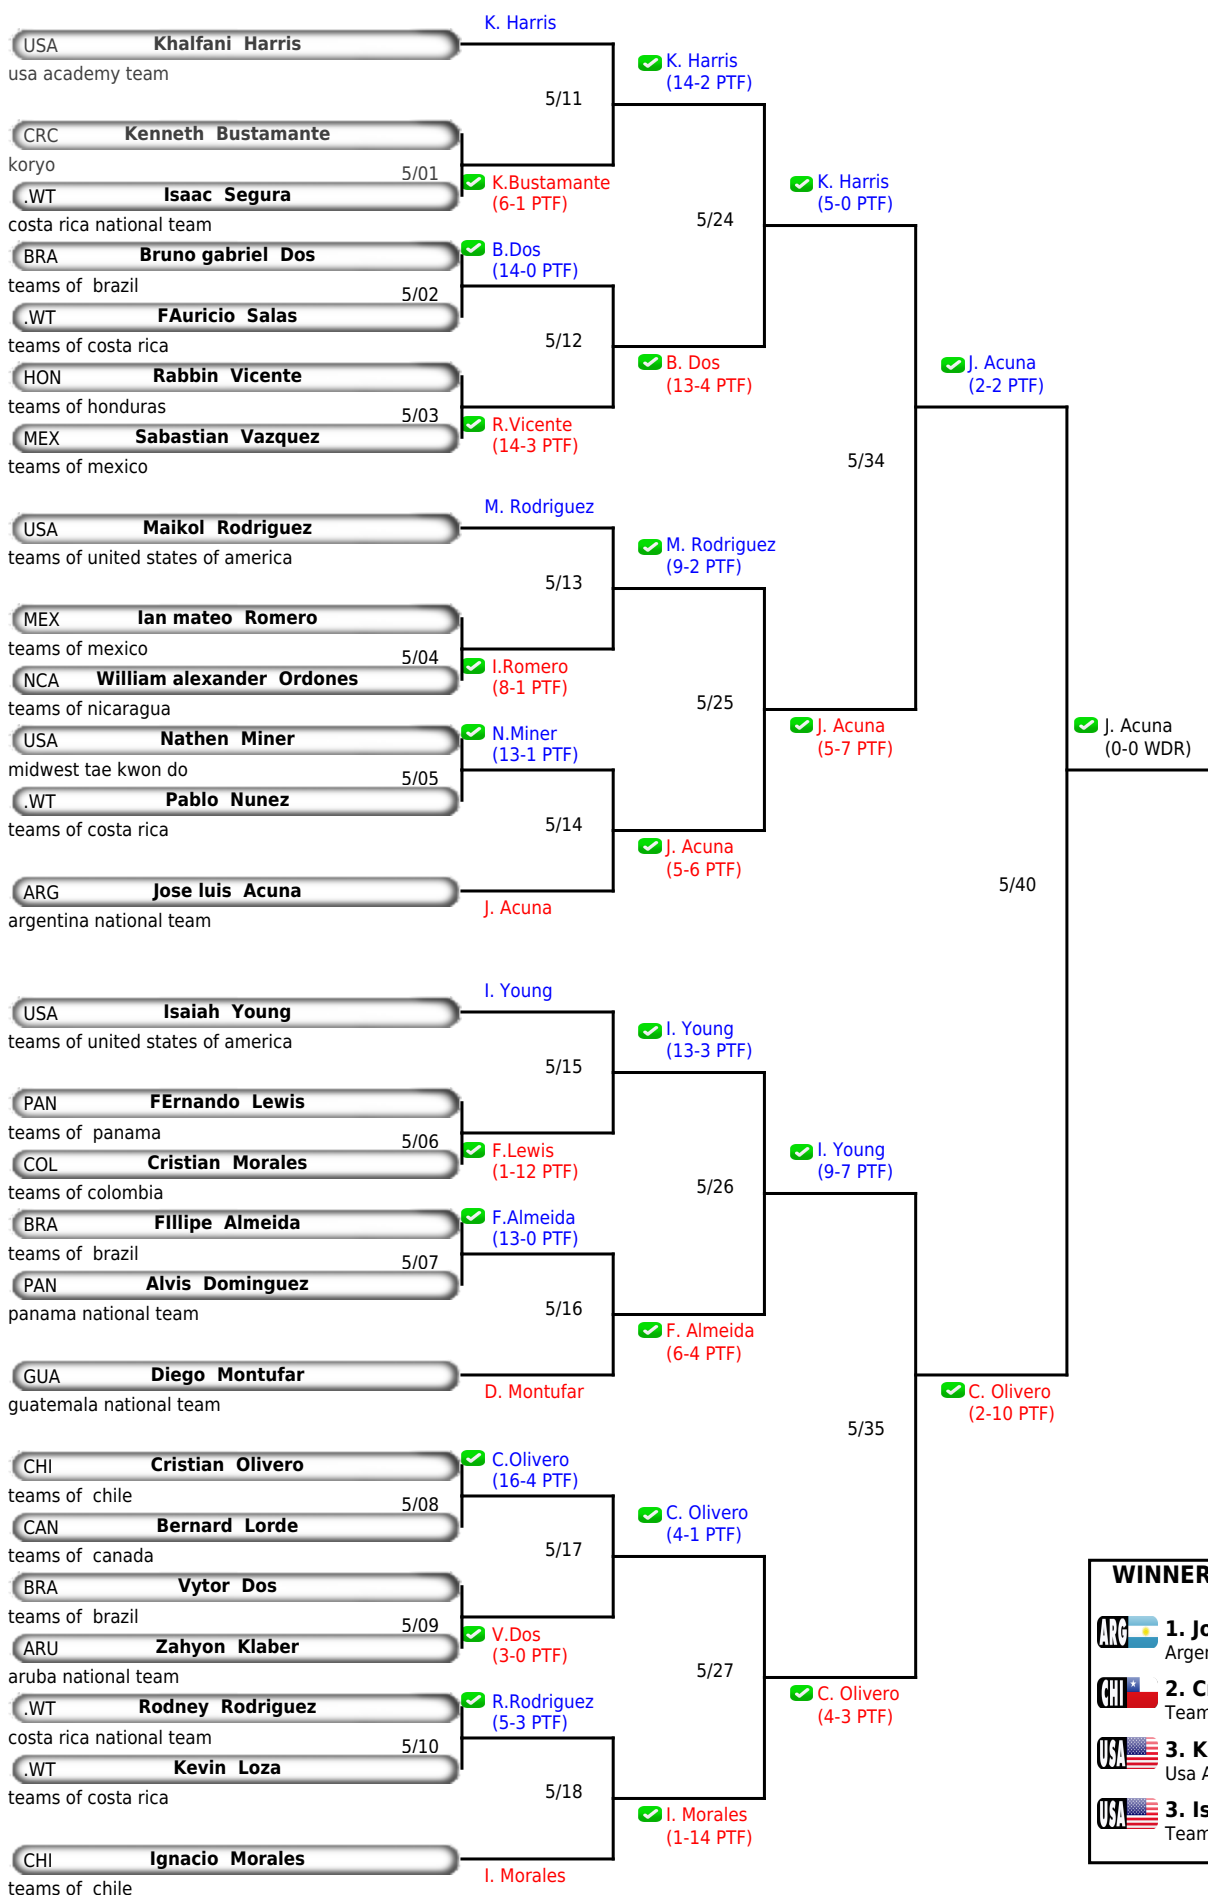 K. Harris
USA Khalfani Harris
usa academy team
K. Harris
(14-2 PTF)
5/11
CRC Kenneth Bustamante
koryo
5/01
K.Bustamante
(6-1 PTF)
.WT Isaac Segura
costa rica national team
K. Harris
(5-0 PTF)
5/24
BRA Bruno gabriel Dos
teams of brazil
B.Dos
(14-0 PTF)
5/02
.WT FAuricio Salas
teams of costa rica
5/12
B. Dos
(13-4 PTF)
HON Rabbin Vicente
teams of honduras
5/03
R.Vicente
(14-3 PTF)
MEX Sabastian Vazquez
teams of mexico
J. Acuna
(2-2 PTF)
5/34
M. Rodriguez
USA Maikol Rodriguez
teams of united states of america
M. Rodriguez
(9-2 PTF)
5/13
MEX Ian mateo Romero
teams of mexico
5/04
I.Romero
(8-1 PTF)
NCA William alexander Ordones
teams of nicaragua
5/25
USA Nathen Miner
midwest tae kwon do
N.Miner
(13-1 PTF)
J. Acuna
(5-7 PTF)
J. Acuna
(0-0 WDR)
5/05
.WT Pablo Nunez
teams of costa rica
5/14
J. Acuna
(5-6 PTF)
ARG Jose luis Acuna
argentina national team
J. Acuna
5/40
I. Young
USA Isaiah Young
teams of united states of america
I. Young
(13-3 PTF)
5/15
PAN FErnando Lewis
teams of panama
5/06
F.Lewis
(1-12 PTF)
COL Cristian Morales
teams of colombia
I. Young
(9-7 PTF)
5/26
BRA FIllipe Almeida
teams of brazil
F.Almeida
(13-0 PTF)
5/07
PAN Alvis Dominguez
panama national team
5/16
F. Almeida
(6-4 PTF)
GUA Diego Montufar
guatemala national team
D. Montufar
C. Olivero
(2-10 PTF)
5/35
CHI Cristian Olivero
teams of chile
C.Olivero
(16-4 PTF)
5/08
CAN Bernard Lorde
teams of canada
C. Olivero
(4-1 PTF)
5/17
BRA Vytor Dos
teams of brazil
5/09
V.Dos
(3-0 PTF)
ARU Zahyon Klaber
aruba national team
5/27
C. Olivero
(4-3 PTF)
.WT Rodney Rodriguez
costa rica national team
R.Rodriguez
(5-3 PTF)
5/10
.WT Kevin Loza
teams of costa rica
5/18
I. Morales
(1-14 PTF)
CHI Ignacio Morales
teams of chile
I. Morales
WINNER
ARG 1. Jo
Argen
CHI 2. C
Team
USA 3. K
Usa A
USA 3. Is
Team